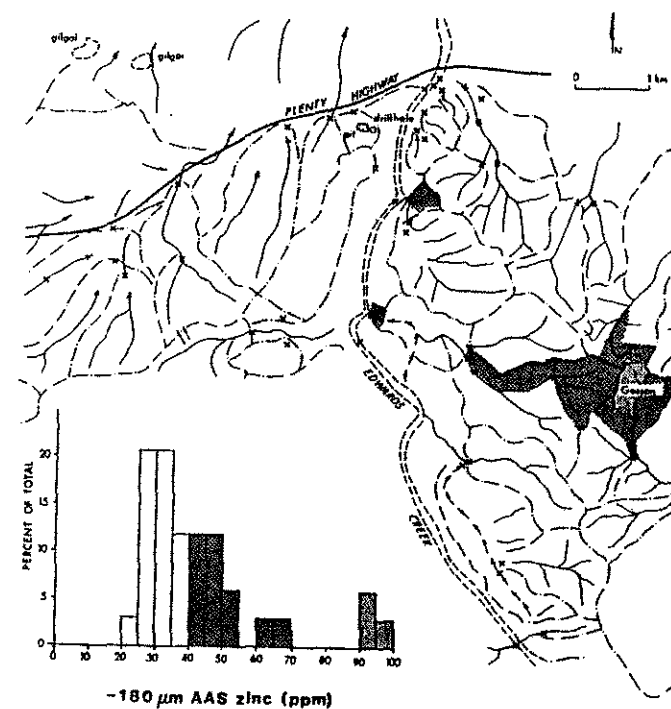 gilgai
gilgai
N
0 1 km
PLENTY HIGHWAY
drillhole
EDWARDS
CREEK
Gossan
PERCENT OF TOTAL
20
15
10
5
0
0 10 20 30 40 50 60 70 80 90 100
-180 µm AAS zinc (ppm)